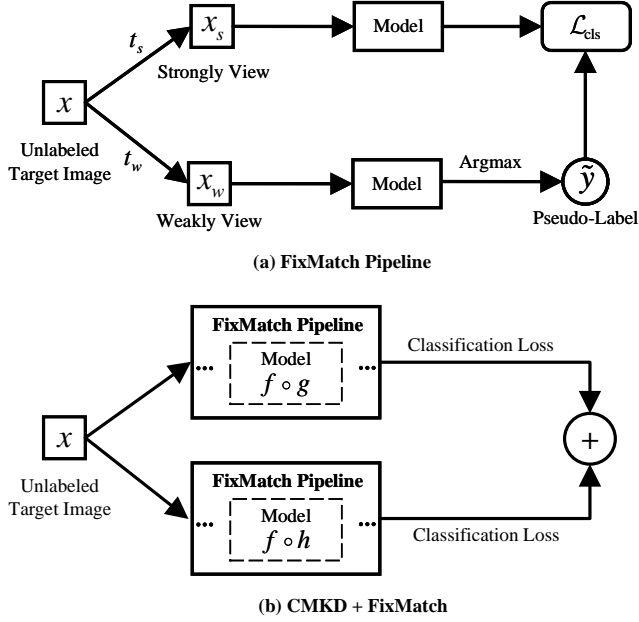 t_s
x_s
Model
ℒ_cls
Strongly View
x
Unlabeled
Target Image
t_w
x_w
Model
Argmax
ỹ
Weakly View
Pseudo-Label
(a) FixMatch Pipeline
FixMatch Pipeline
Model
... f ∘ g ...
Classification Loss
x
+
Unlabeled
Target Image
FixMatch Pipeline
Model
... f ∘ h ...
Classification Loss
(b) CMKD + FixMatch